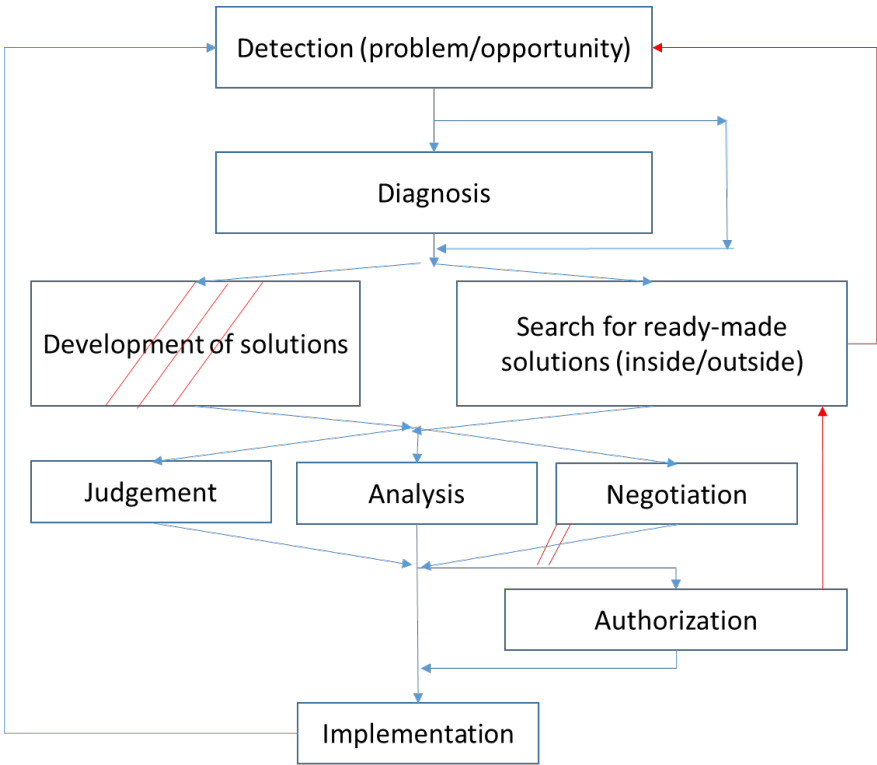 Detection (problem/opportunity)
Diagnosis
Development of solutions
Search for ready-made
solutions (inside/outside)
Judgement
Analysis
Negotiation
Authorization
Implementation